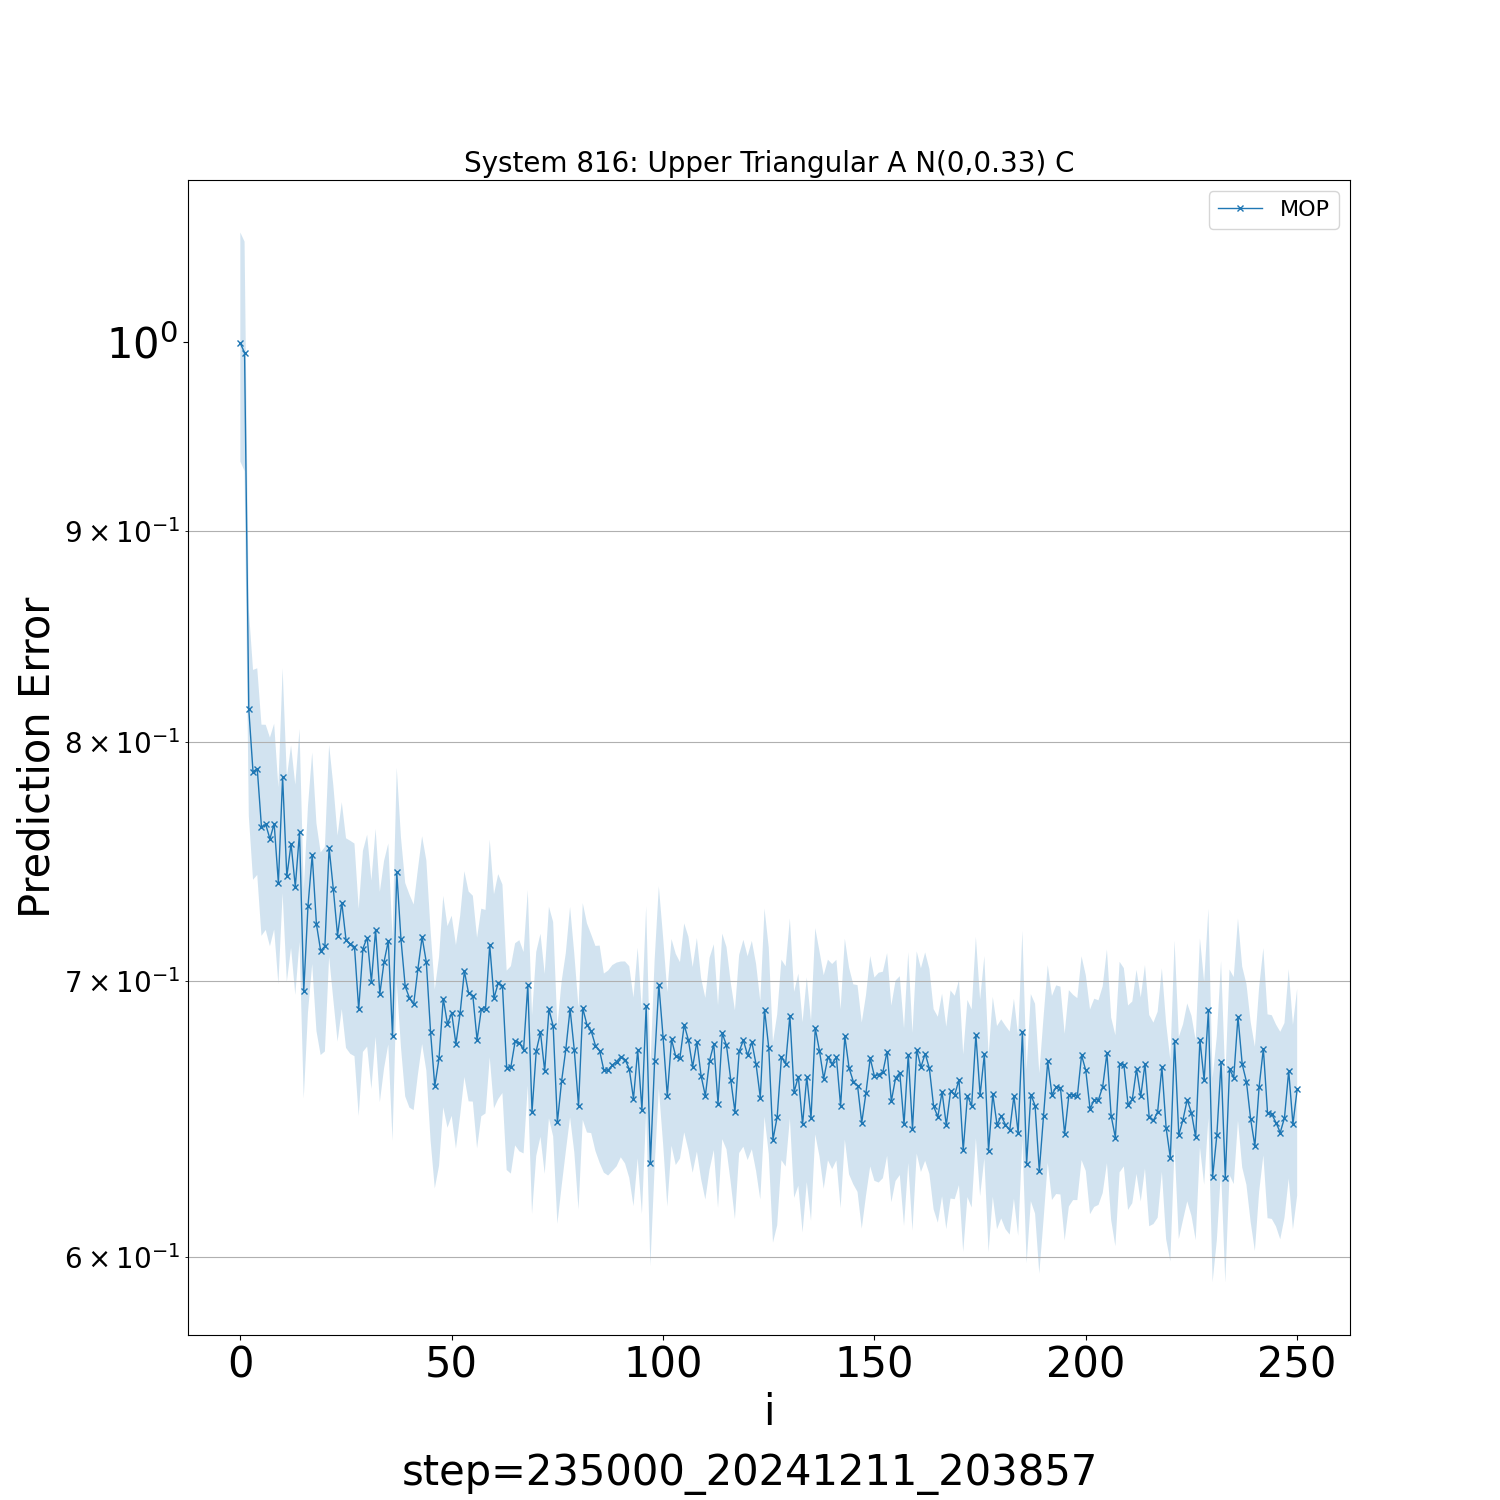 System 816: Upper Triangular A N(0,0.33) C
MOP
10⁰
9 × 10⁻¹
8 × 10⁻¹
7 × 10⁻¹
6 × 10⁻¹
Prediction Error
0 50 100 150 200 250
i
step=235000_20241211_203857